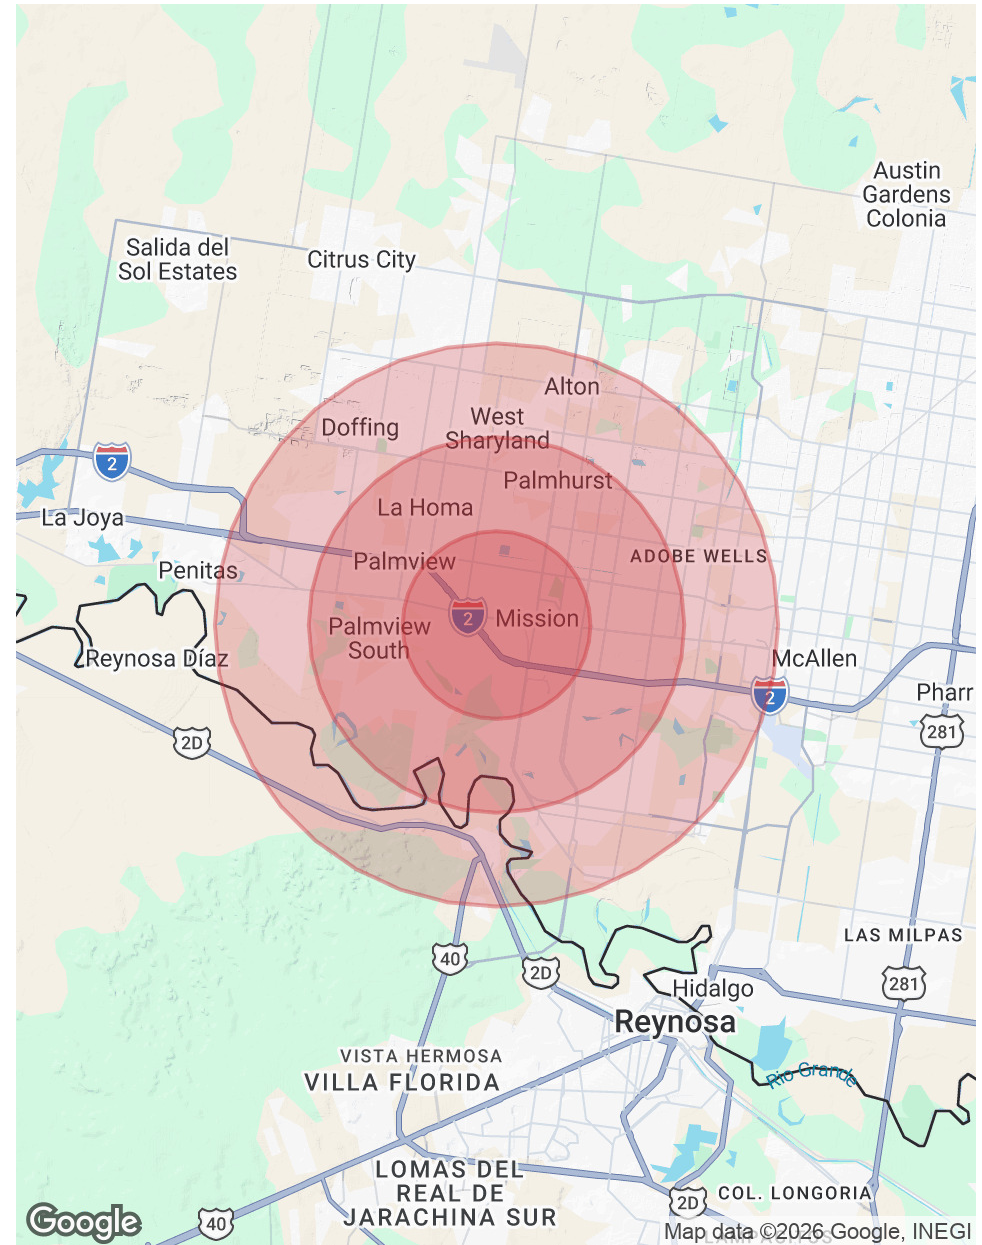 Austin
Gardens
Colonia
Salida del
Sol Estates
Citrus City
Alton
West
Sharyland
Doffing
Palmhurst
2
La Homa
La Joya
Palmview
ADOBE WELLS
Penitas
2
Mission
Palmview
South
Reynosa Díaz
McAllen
2
Pharr
281
2D
LAS MILPAS
40
2D
281
Hidalgo
Reynosa
VISTA HERMOSA
VILLA FLORIDA
Rio Grande
LOMAS DEL
REAL DE
JARACHINA SUR
2D
COL. LONGORIA
40
Google
Map data ©2026 Google, INEGI